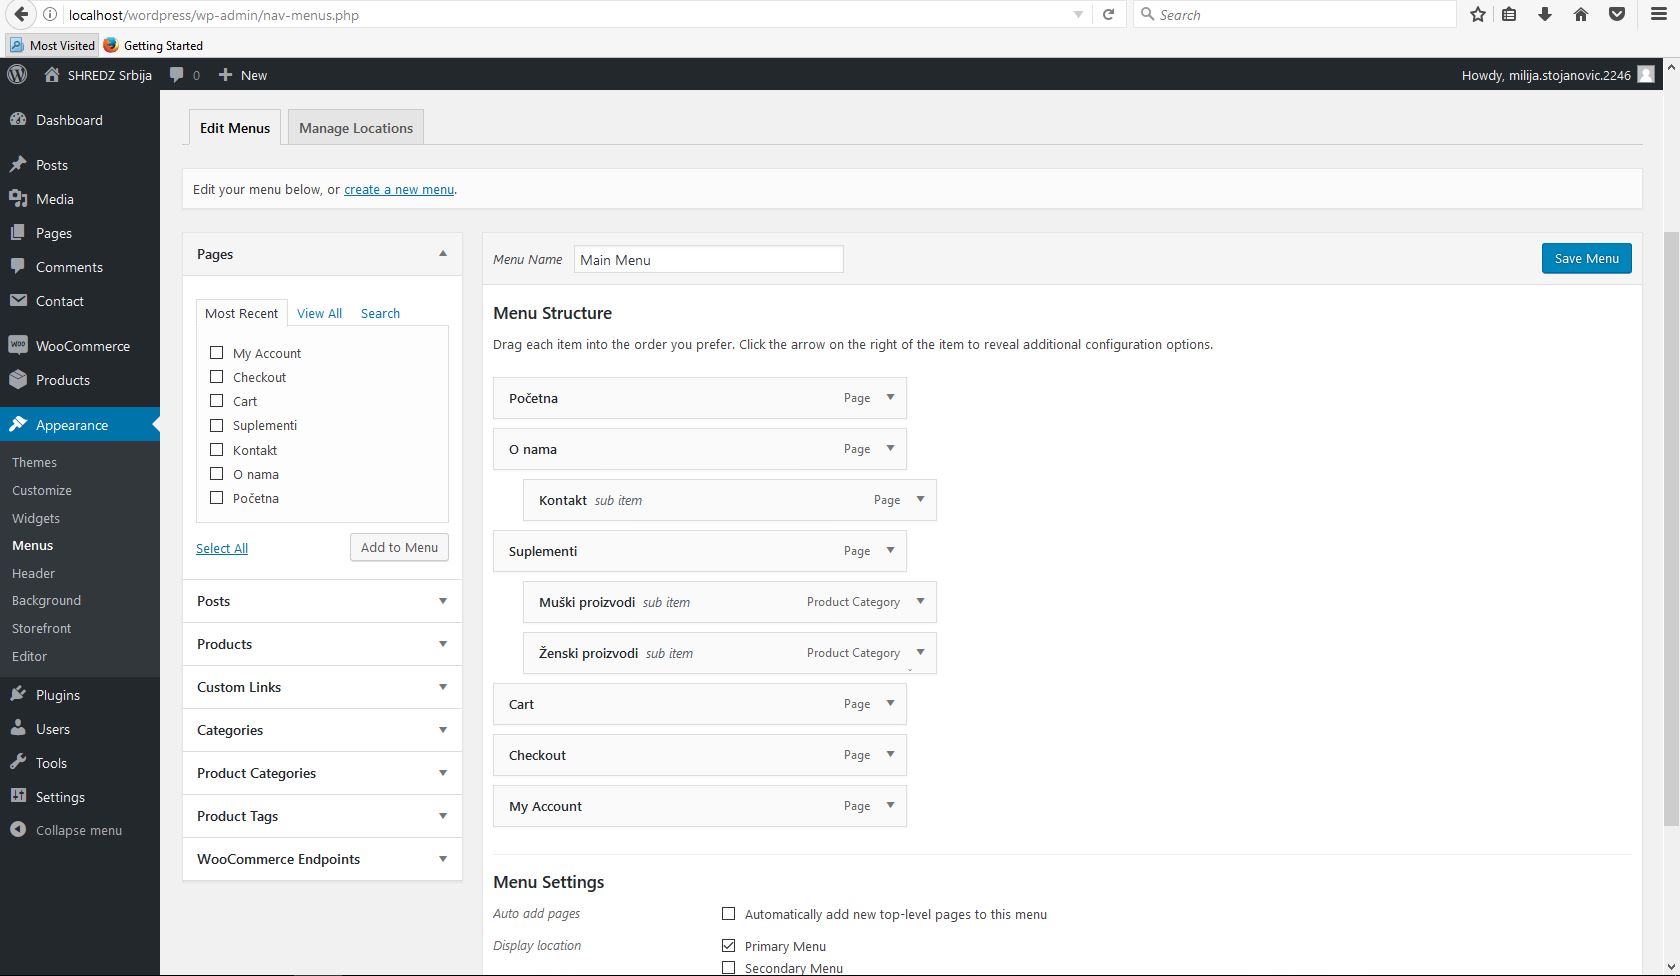 localhost/wordpress/wp-admin/nav-menus.php
Search
Most Visited
Getting Started
SHREDZ Srbija
0
New
Howdy, milija.stojanovic.2246
Dashboard
Posts
Media
Pages
Comments
Contact
WooCommerce
Products
Appearance
Themes
Customize
Widgets
Menus
Header
Background
Storefront
Editor
Plugins
Users
Tools
Settings
Collapse menu
Edit Menus
Manage Locations
Edit your menu below, or create a new menu.
Pages
Most Recent
View All
Search
My Account
Checkout
Cart
Suplementi
Kontakt
O nama
Početna
Select All
Add to Menu
Posts
Products
Custom Links
Categories
Product Categories
Product Tags
WooCommerce Endpoints
Menu Name
Main Menu
Save Menu
Menu Structure
Drag each item into the order you prefer. Click the arrow on the right of the item to reveal additional configuration options.
Početna Page
O nama Page
Kontakt sub item Page
Suplementi Page
Muški proizvodi sub item Product Category
Ženski proizvodi sub item Product Category
Cart Page
Checkout Page
My Account Page
Menu Settings
Auto add pages
Automatically add new top-level pages to this menu
Display location
Primary Menu
Secondary Menu